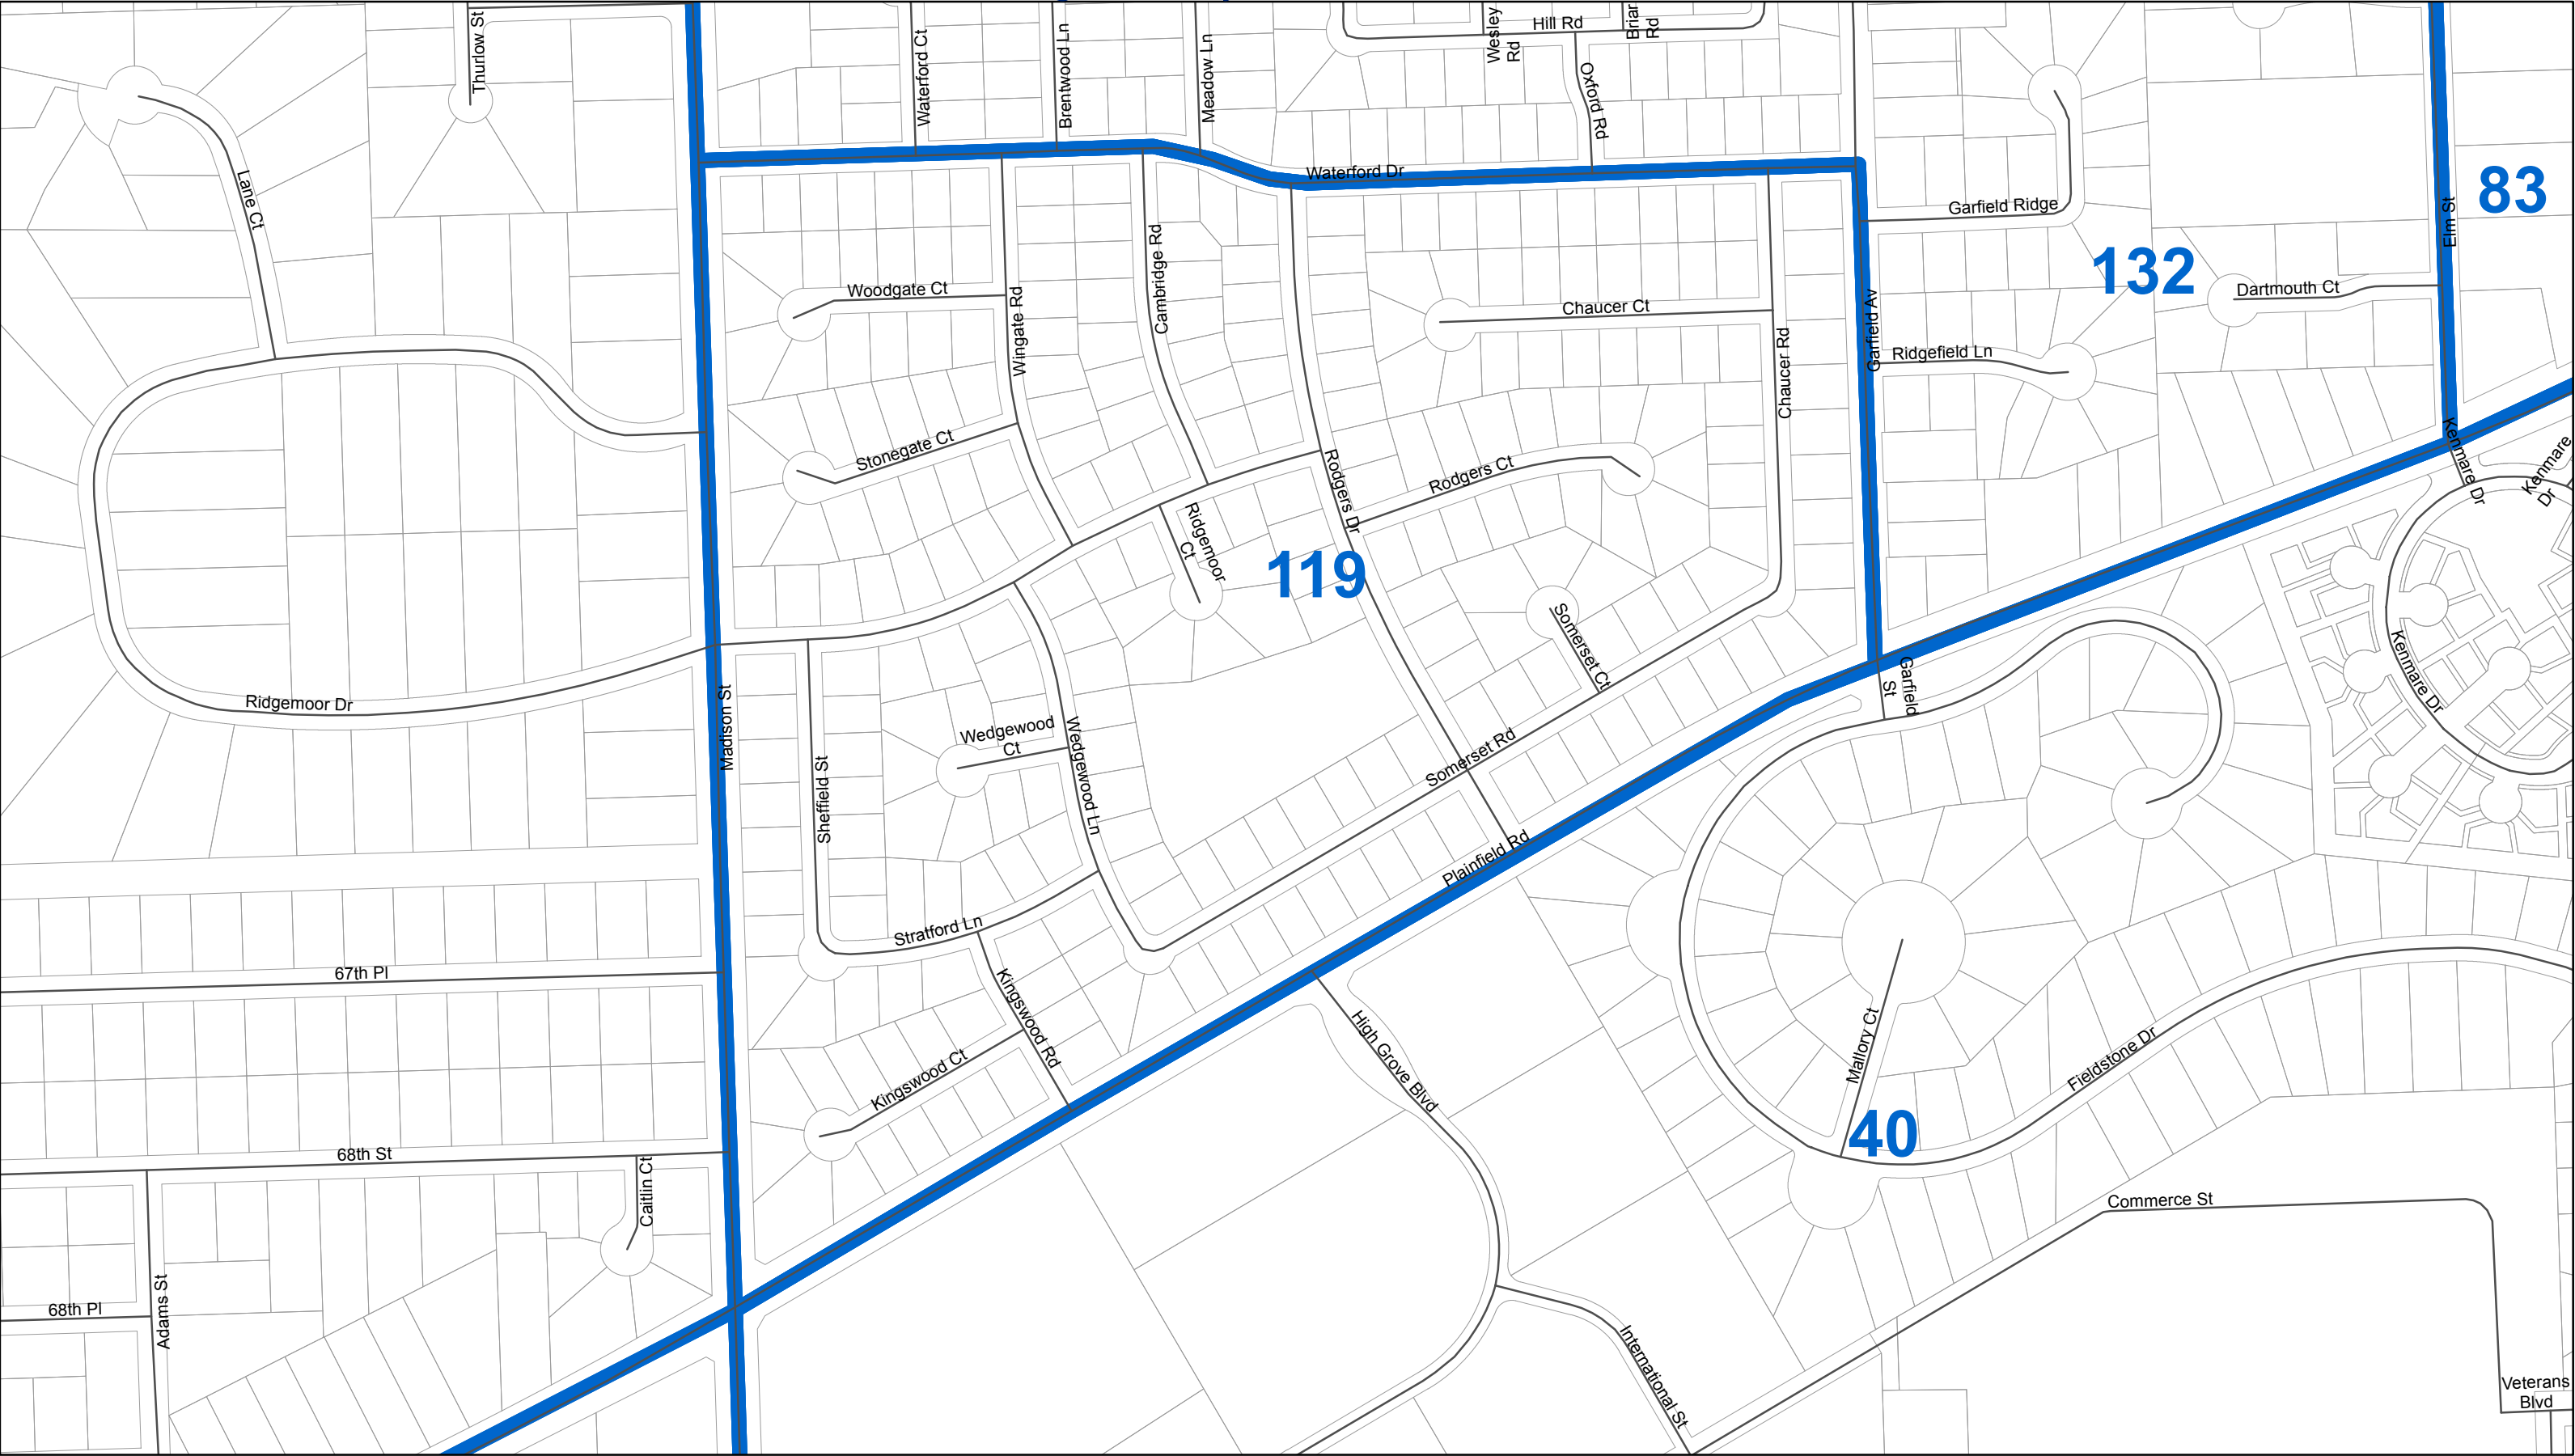 Thurlow St
Waterford Ct
Brentwood Ln
Meadow Ln
Wesley
Rd
Hill Rd
Briar
Rd
Oxford Rd
Lane Ct
Waterford Dr
Garfield Ridge
83
Elm St
132
Dartmouth Ct
Woodgate Ct
Wingate Rd
Cambridge Rd
Chaucer Ct
Chaucer Rd
Garfield Av
Ridgefield Ln
Stonegate Ct
Rodgers Dr
Rodgers Ct
Kenmare Dr
Kenmare
Dr
Ridgemoor
Ct
119
Somerset Ct
Kenmare Dr
Garfield
St
Ridgemoor Dr
Madison St
Wedgewood
Ct
Wedgewood Ln
Sheffield St
Somerset Rd
Plainfield Rd
Stratford Ln
67th Pl
Kingswood Rd
High Grove Blvd
Mallory Ct
Fieldstone Dr
Kingswood Ct
40
68th St
Caitlin Ct
Commerce St
68th Pl
Adams St
International St
Veterans
Blvd